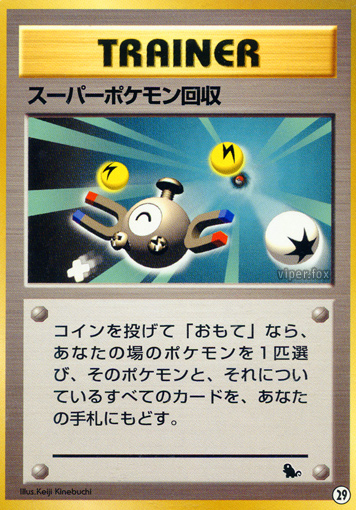 TRAINER
スーパーポケモン回収
viper.fox
コインを投げて「おもて」なら、
あなたの場のポケモンを1匹選
び、そのポケモンと、それについ
ているすべてのカードを、あなた
の手札にもどす。
Illus.Keiji Kinebuchi
29